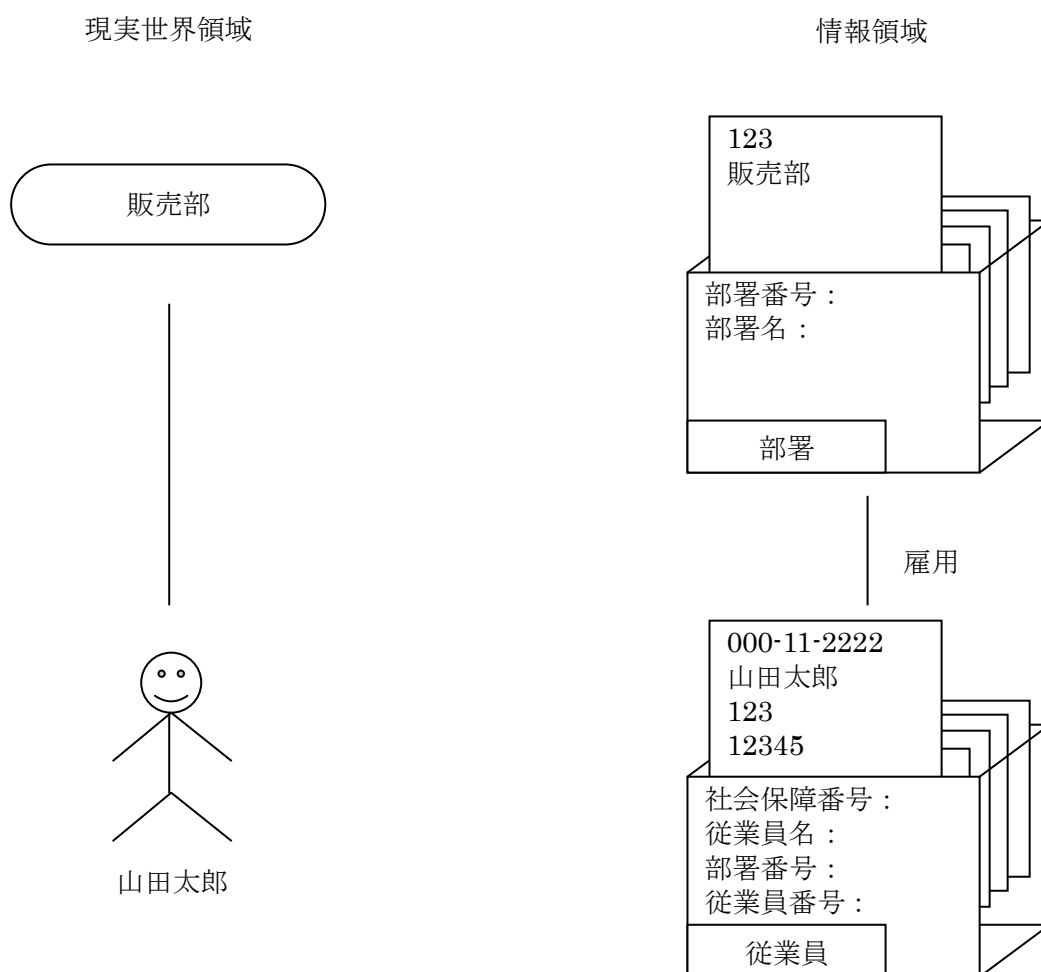 現実世界領域
情報領域
販売部
123
販売部
部署番号：
部署名：
部署
雇用
000-11-2222
山田太郎
123
12345
社会保障番号：
従業員名：
部署番号：
従業員番号：
従業員
山田太郎